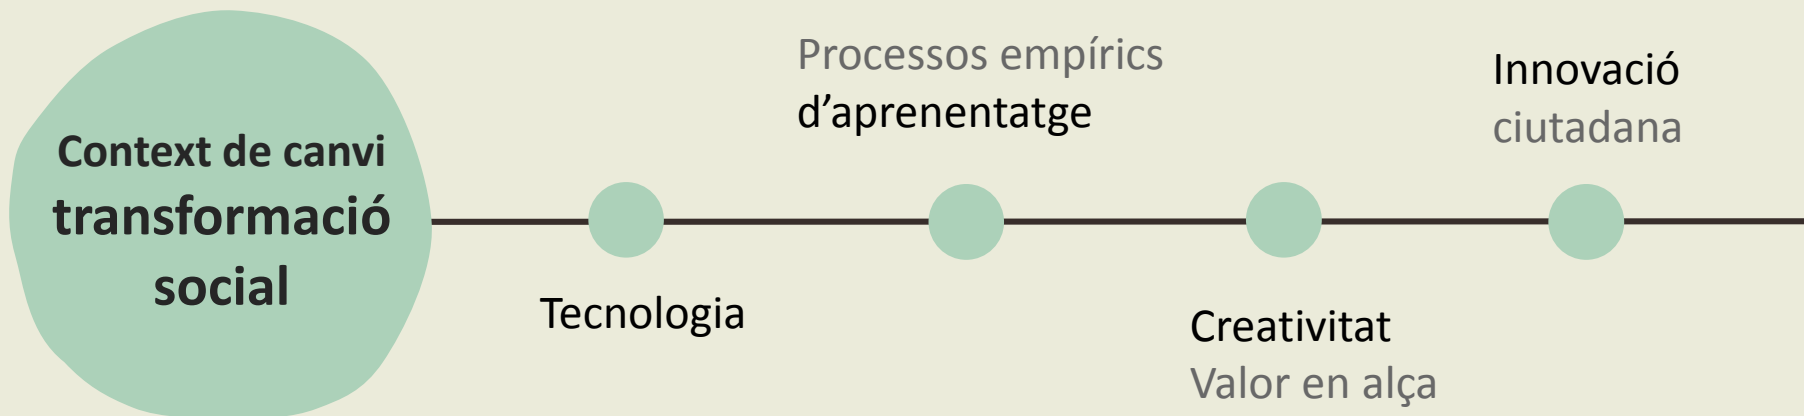 Context de canvi
transformació
social
Tecnologia
Processos empírics
d’aprenentatge
Creativitat
Valor en alça
Innovació
ciutadana